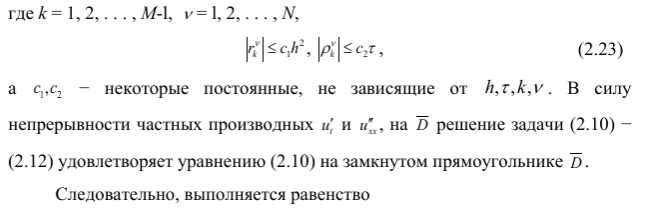 где k = 1, 2, . . . , M-1, ν = 1, 2, . . . , N,
|r_k^ν| ≤ c₁h², |ρ_k^ν| ≤ c₂τ , (2.23)
а c₁,c₂ − некоторые постоянные, не зависящие от h,τ,k,ν . В силу
непрерывности частных производных u′_t и u″_xx, на D̅ решение задачи (2.10) −
(2.12) удовлетворяет уравнению (2.10) на замкнутом прямоугольнике D̅ .
Следовательно, выполняется равенство